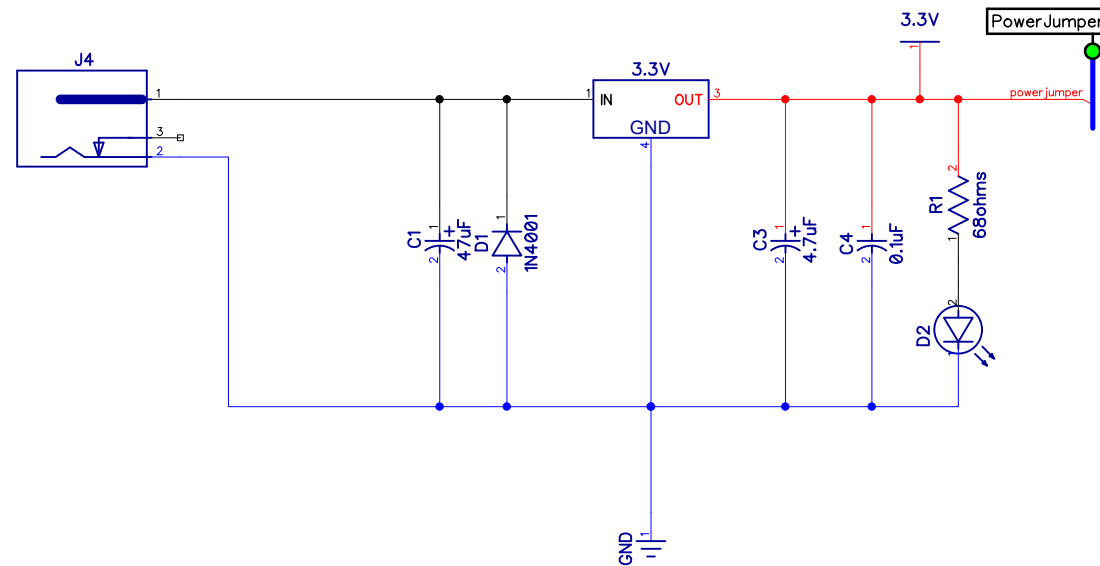 PowerJumper
3.3V
1
J4
1
3
2
3.3V
1
IN
OUT
3
GND
4
powerjumper
C1
1
+
47uF
2
D1
1
1N4001
2
C3
1
+
4.7uF
2
C4
1
0.1uF
2
R1
2
68ohms
1
D2
2
1
GND
1